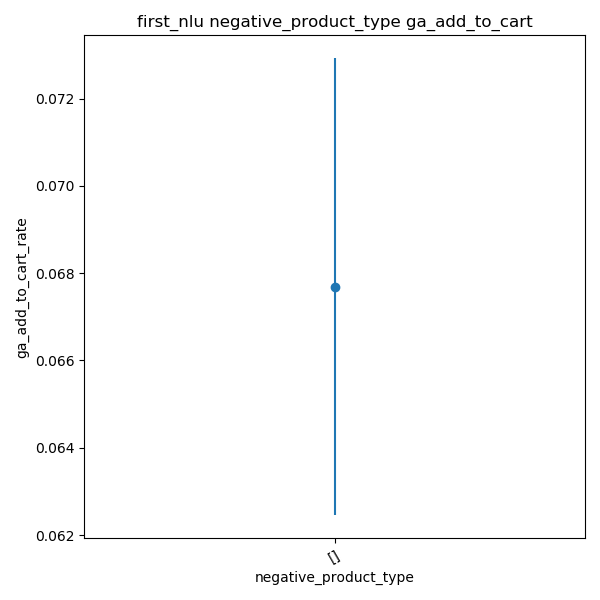 first_nlu negative_product_type ga_add_to_cart
0.072
0.070
0.068
0.066
0.064
0.062
ga_add_to_cart_rate
[]
negative_product_type